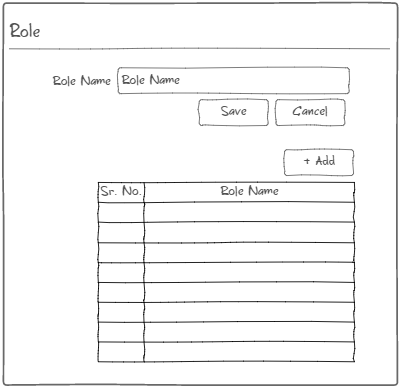 Role
Role Name Role Name
Save Cancel
+ Add
Sr. No. Role Name